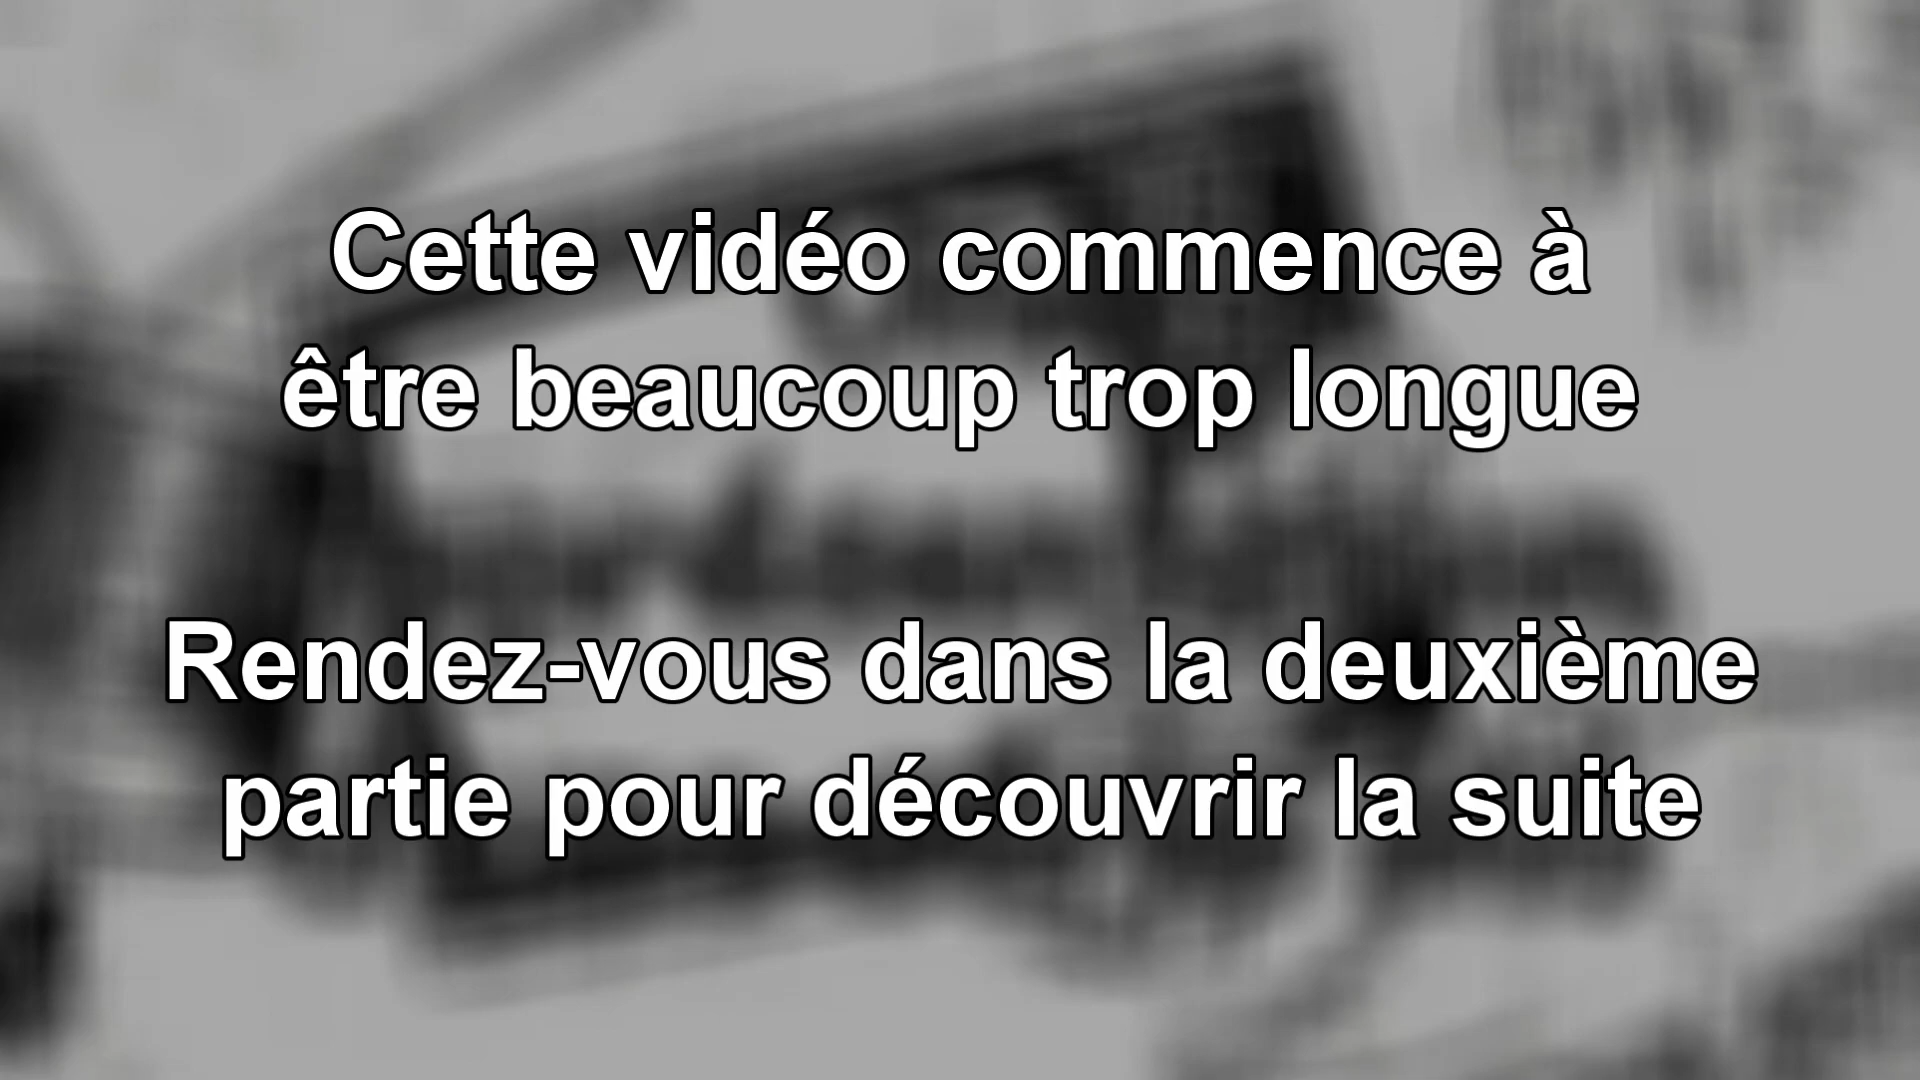 Cette vidéo commence à
être beaucoup trop longue
Rendez-vous dans la deuxième
partie pour découvrir la suite